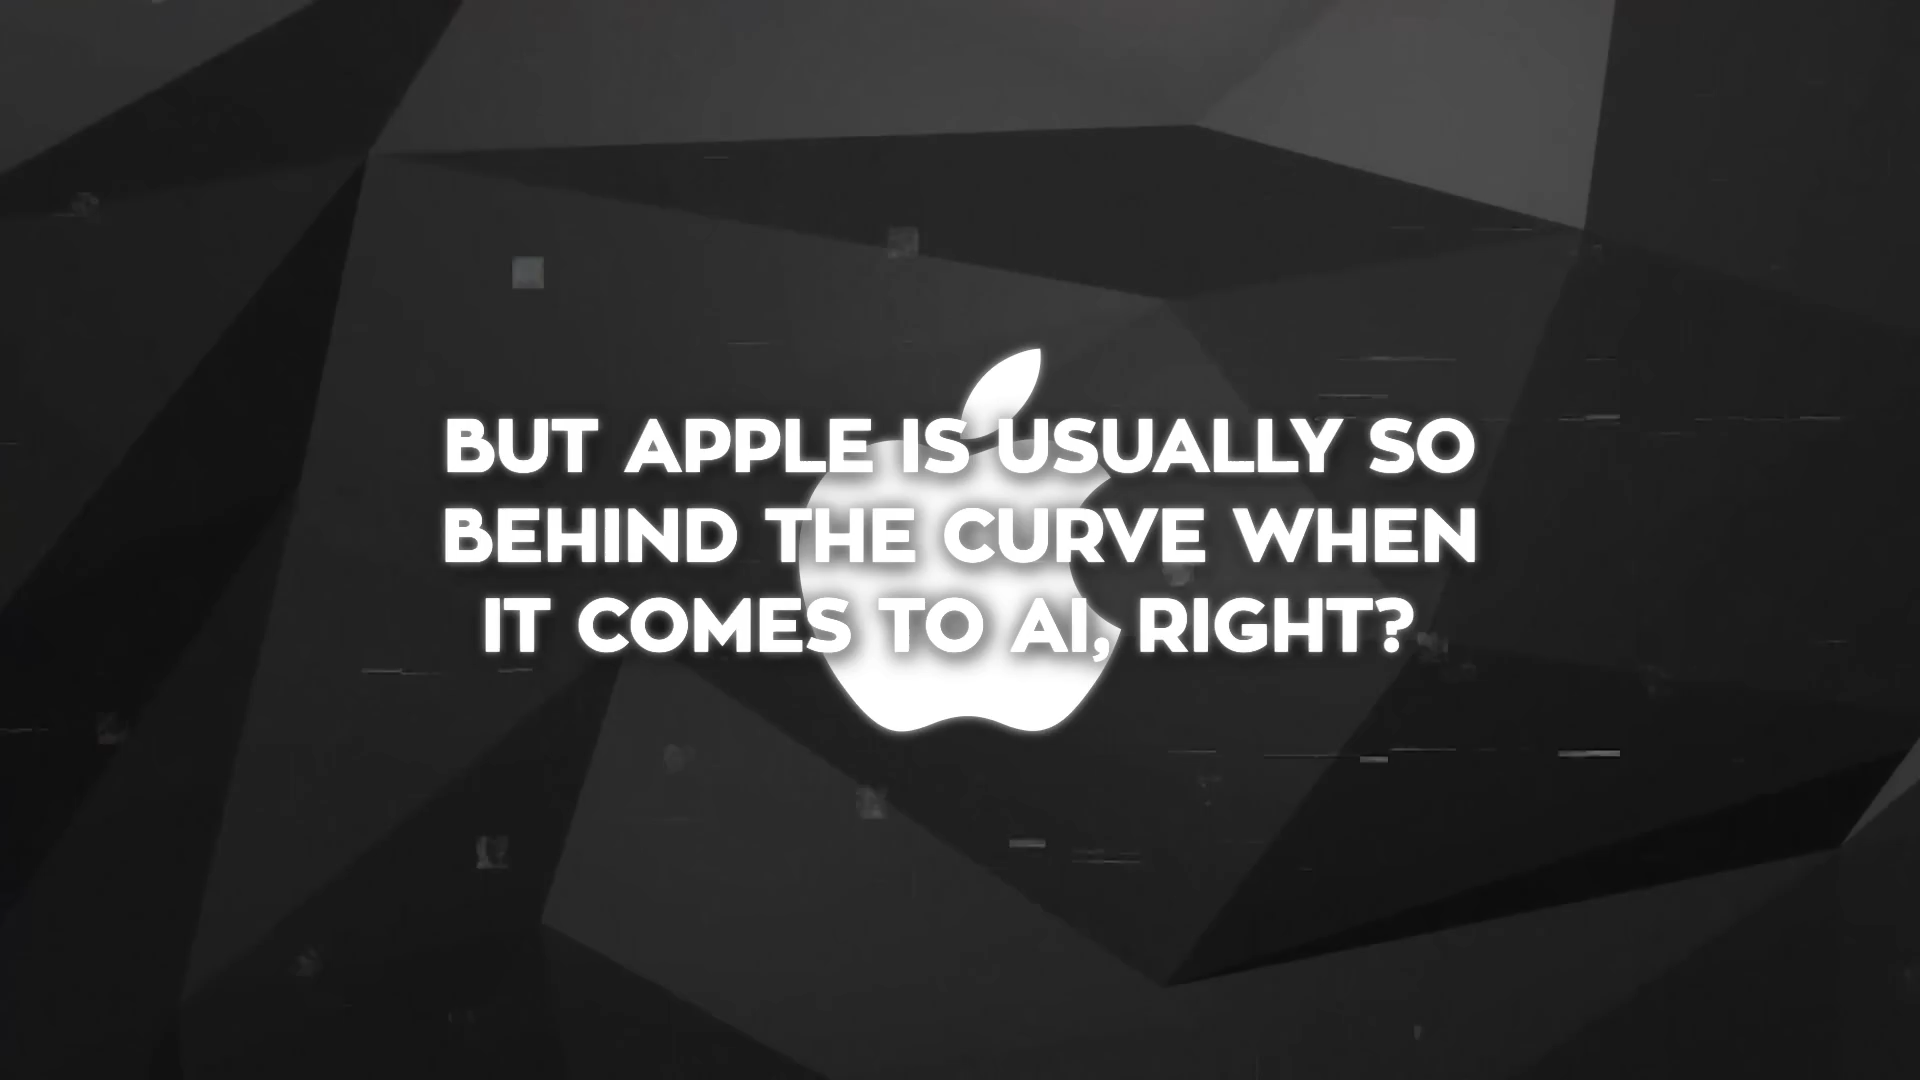 BUT APPLE IS USUALLY SO
BEHIND THE CURVE WHEN
IT COMES TO AI, RIGHT?